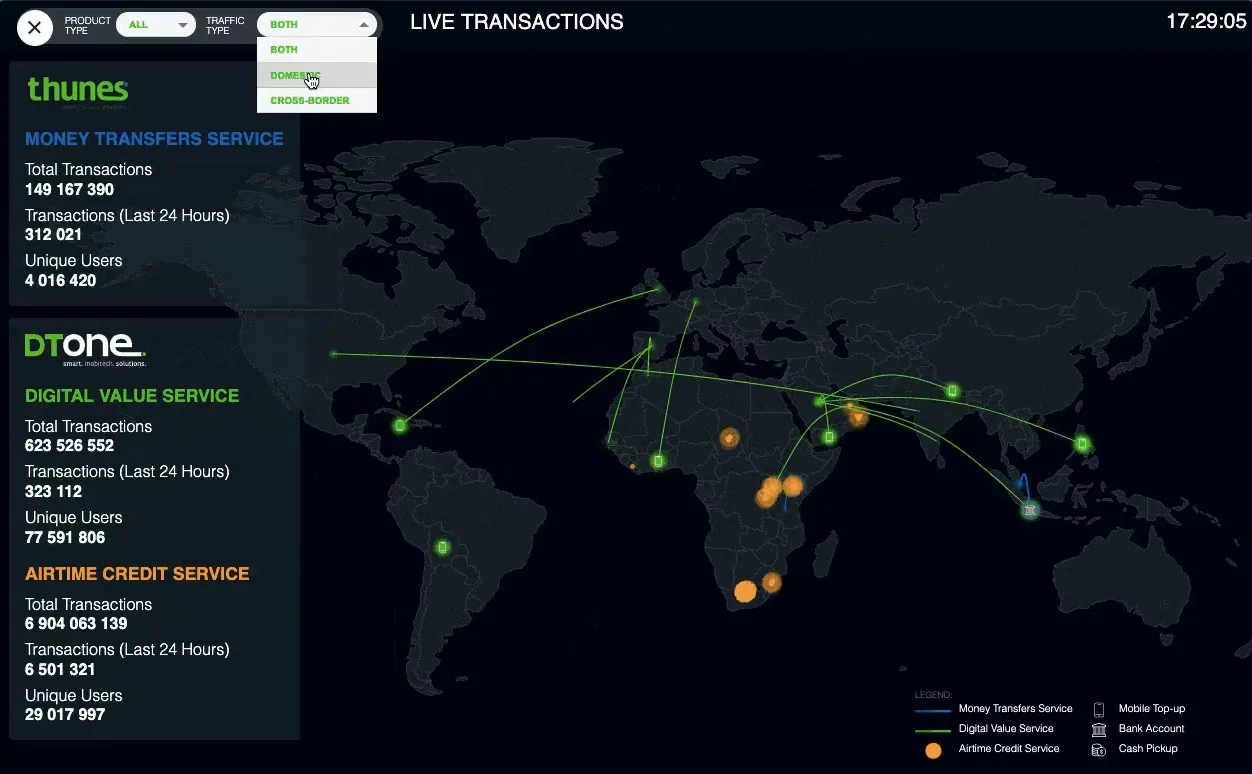 PRODUCT TYPE
ALL
TRAFFIC TYPE
BOTH
BOTH
CROSS-BORDER
LIVE TRANSACTIONS
17:29:05
thunes
MONEY TRANSFERS SERVICE
Total Transactions
149 167 390
Transactions (Last 24 Hours)
312 021
Unique Users
4 016 420
DTone.
smart. mobitech. solutions.
DIGITAL VALUE SERVICE
Total Transactions
623 526 552
Transactions (Last 24 Hours)
323 112
Unique Users
77 591 806
AIRTIME CREDIT SERVICE
Total Transactions
6 904 063 139
Transactions (Last 24 Hours)
6 501 321
Unique Users
29 017 997
LEGEND:
Money Transfers Service
Digital Value Service
Airtime Credit Service
Mobile Top-up
Bank Account
Cash Pickup